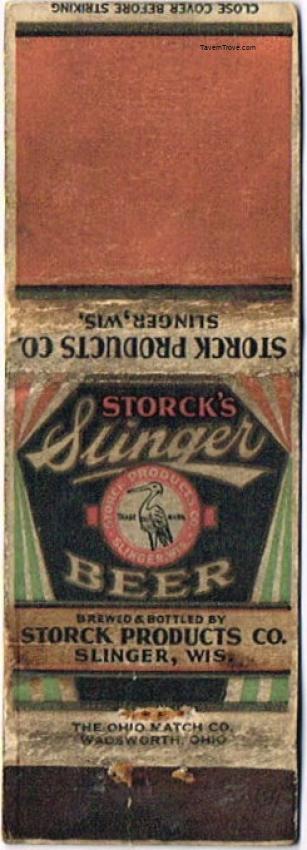 CLOSE COVER BEFORE STRIKING
TavernTrove.com
STORCK PRODUCTS CO.
SLINGER, WIS.
STORCK'S
Slinger
STORCK PRODUCTS CO.
TRADE MARK
SLINGER, WIS.
BEER
BREWED & BOTTLED BY
STORCK PRODUCTS CO.
SLINGER, WIS.
THE OHIO MATCH CO.
WADSWORTH, OHIO